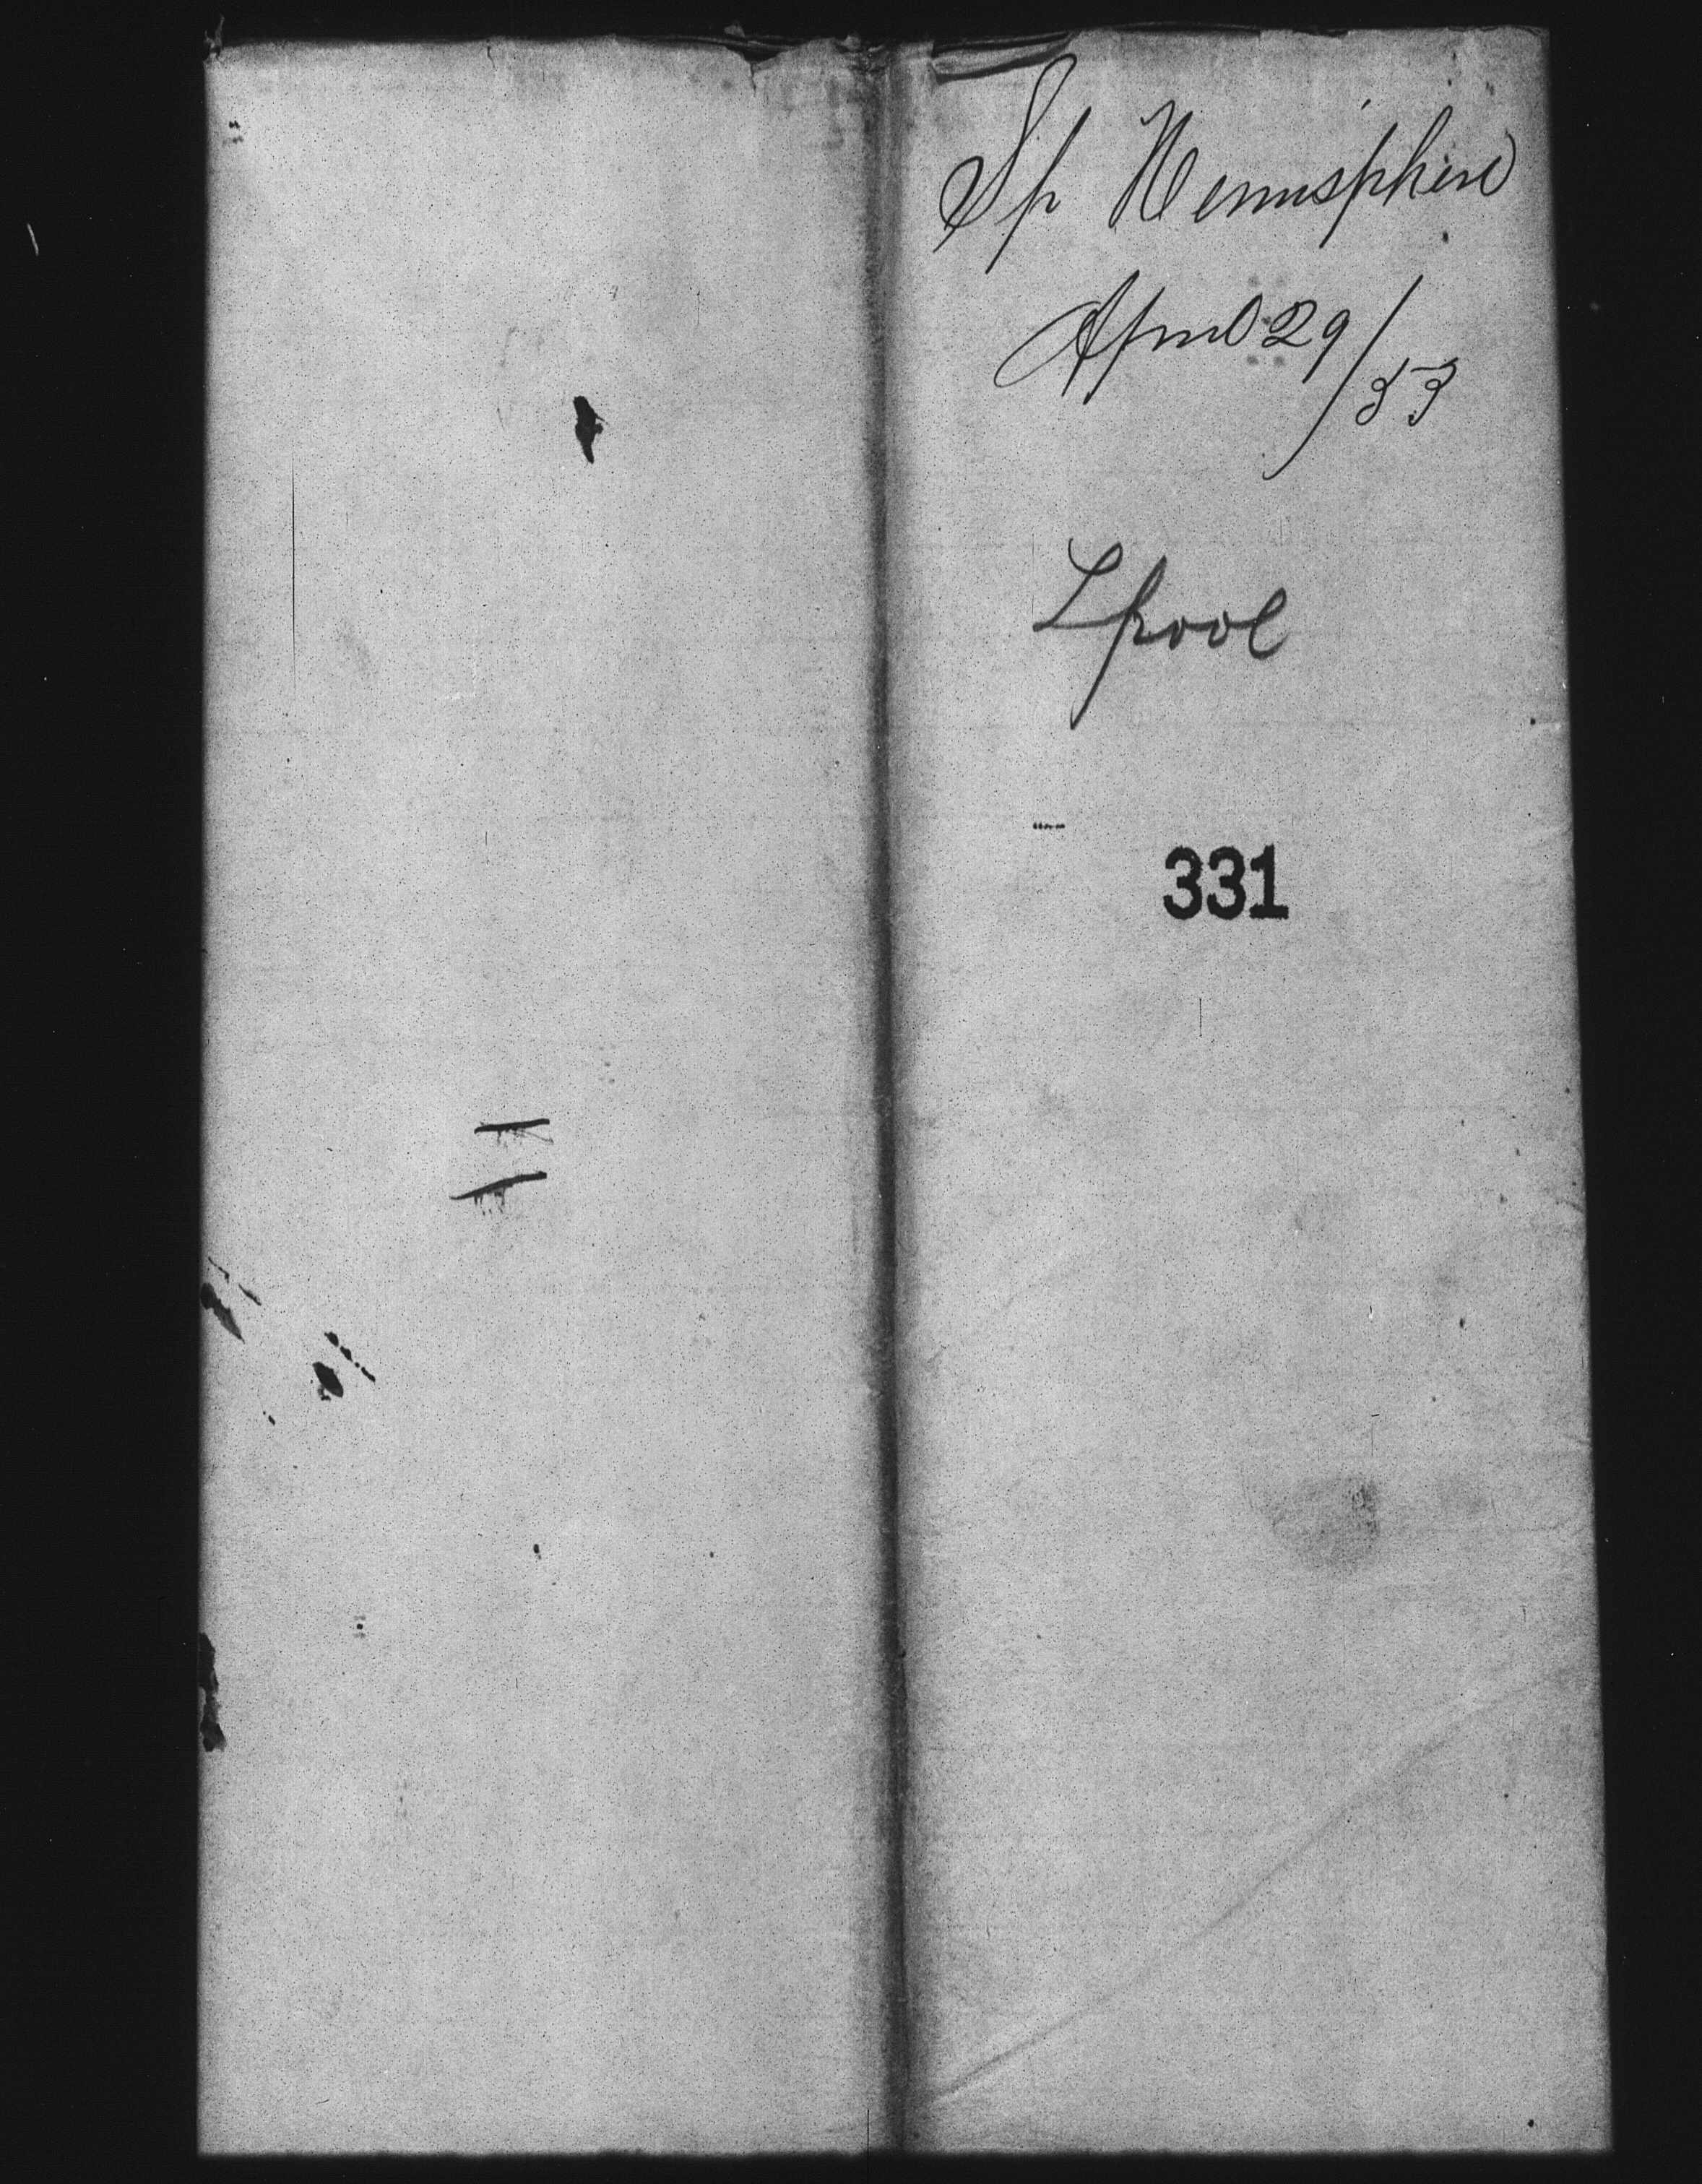 Sp Hemisphere
April 29/53
Lpool
331